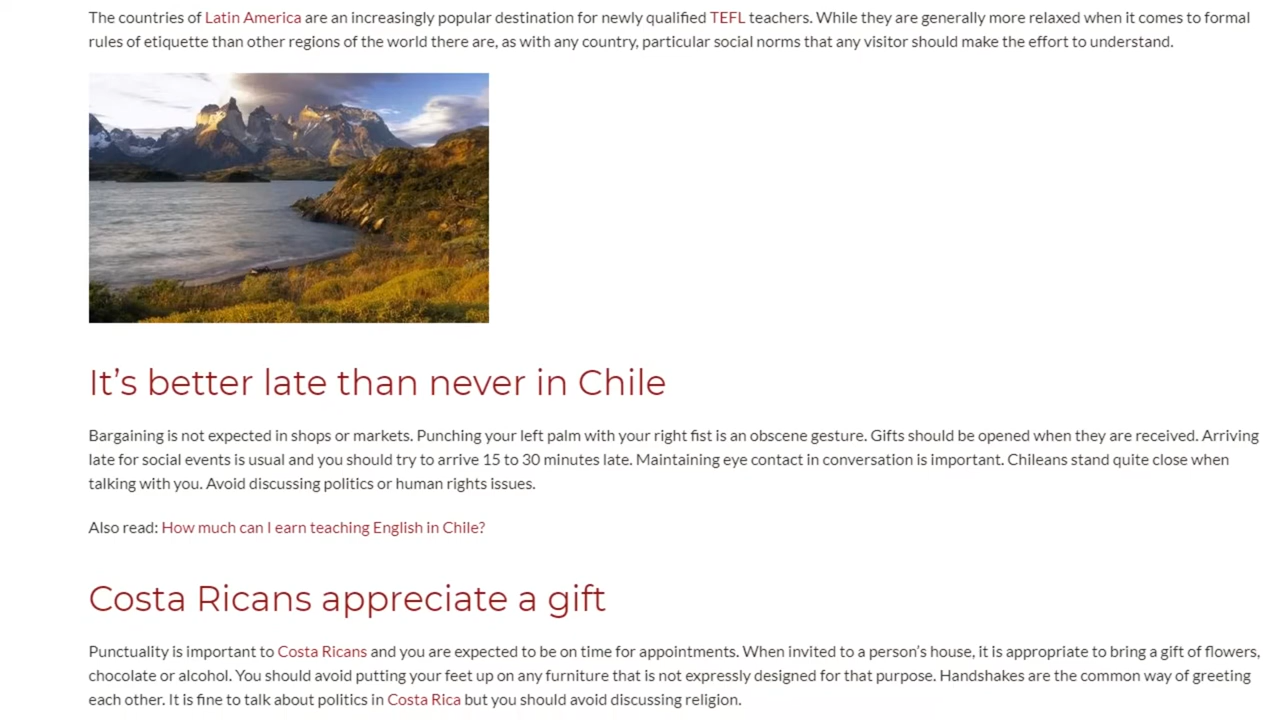 The countries of Latin America are an increasingly popular destination for newly qualified TEFL teachers. While they are generally more relaxed when it comes to formal
rules of etiquette than other regions of the world there are, as with any country, particular social norms that any visitor should make the effort to understand.
It’s better late than never in Chile
Bargaining is not expected in shops or markets. Punching your left palm with your right fist is an obscene gesture. Gifts should be opened when they are received. Arriving
late for social events is usual and you should try to arrive 15 to 30 minutes late. Maintaining eye contact in conversation is important. Chileans stand quite close when
talking with you. Avoid discussing politics or human rights issues.
Also read: How much can I earn teaching English in Chile?
Costa Ricans appreciate a gift
Punctuality is important to Costa Ricans and you are expected to be on time for appointments. When invited to a person’s house, it is appropriate to bring a gift of flowers,
chocolate or alcohol. You should avoid putting your feet up on any furniture that is not expressly designed for that purpose. Handshakes are the common way of greeting
each other. It is fine to talk about politics in Costa Rica but you should avoid discussing religion.